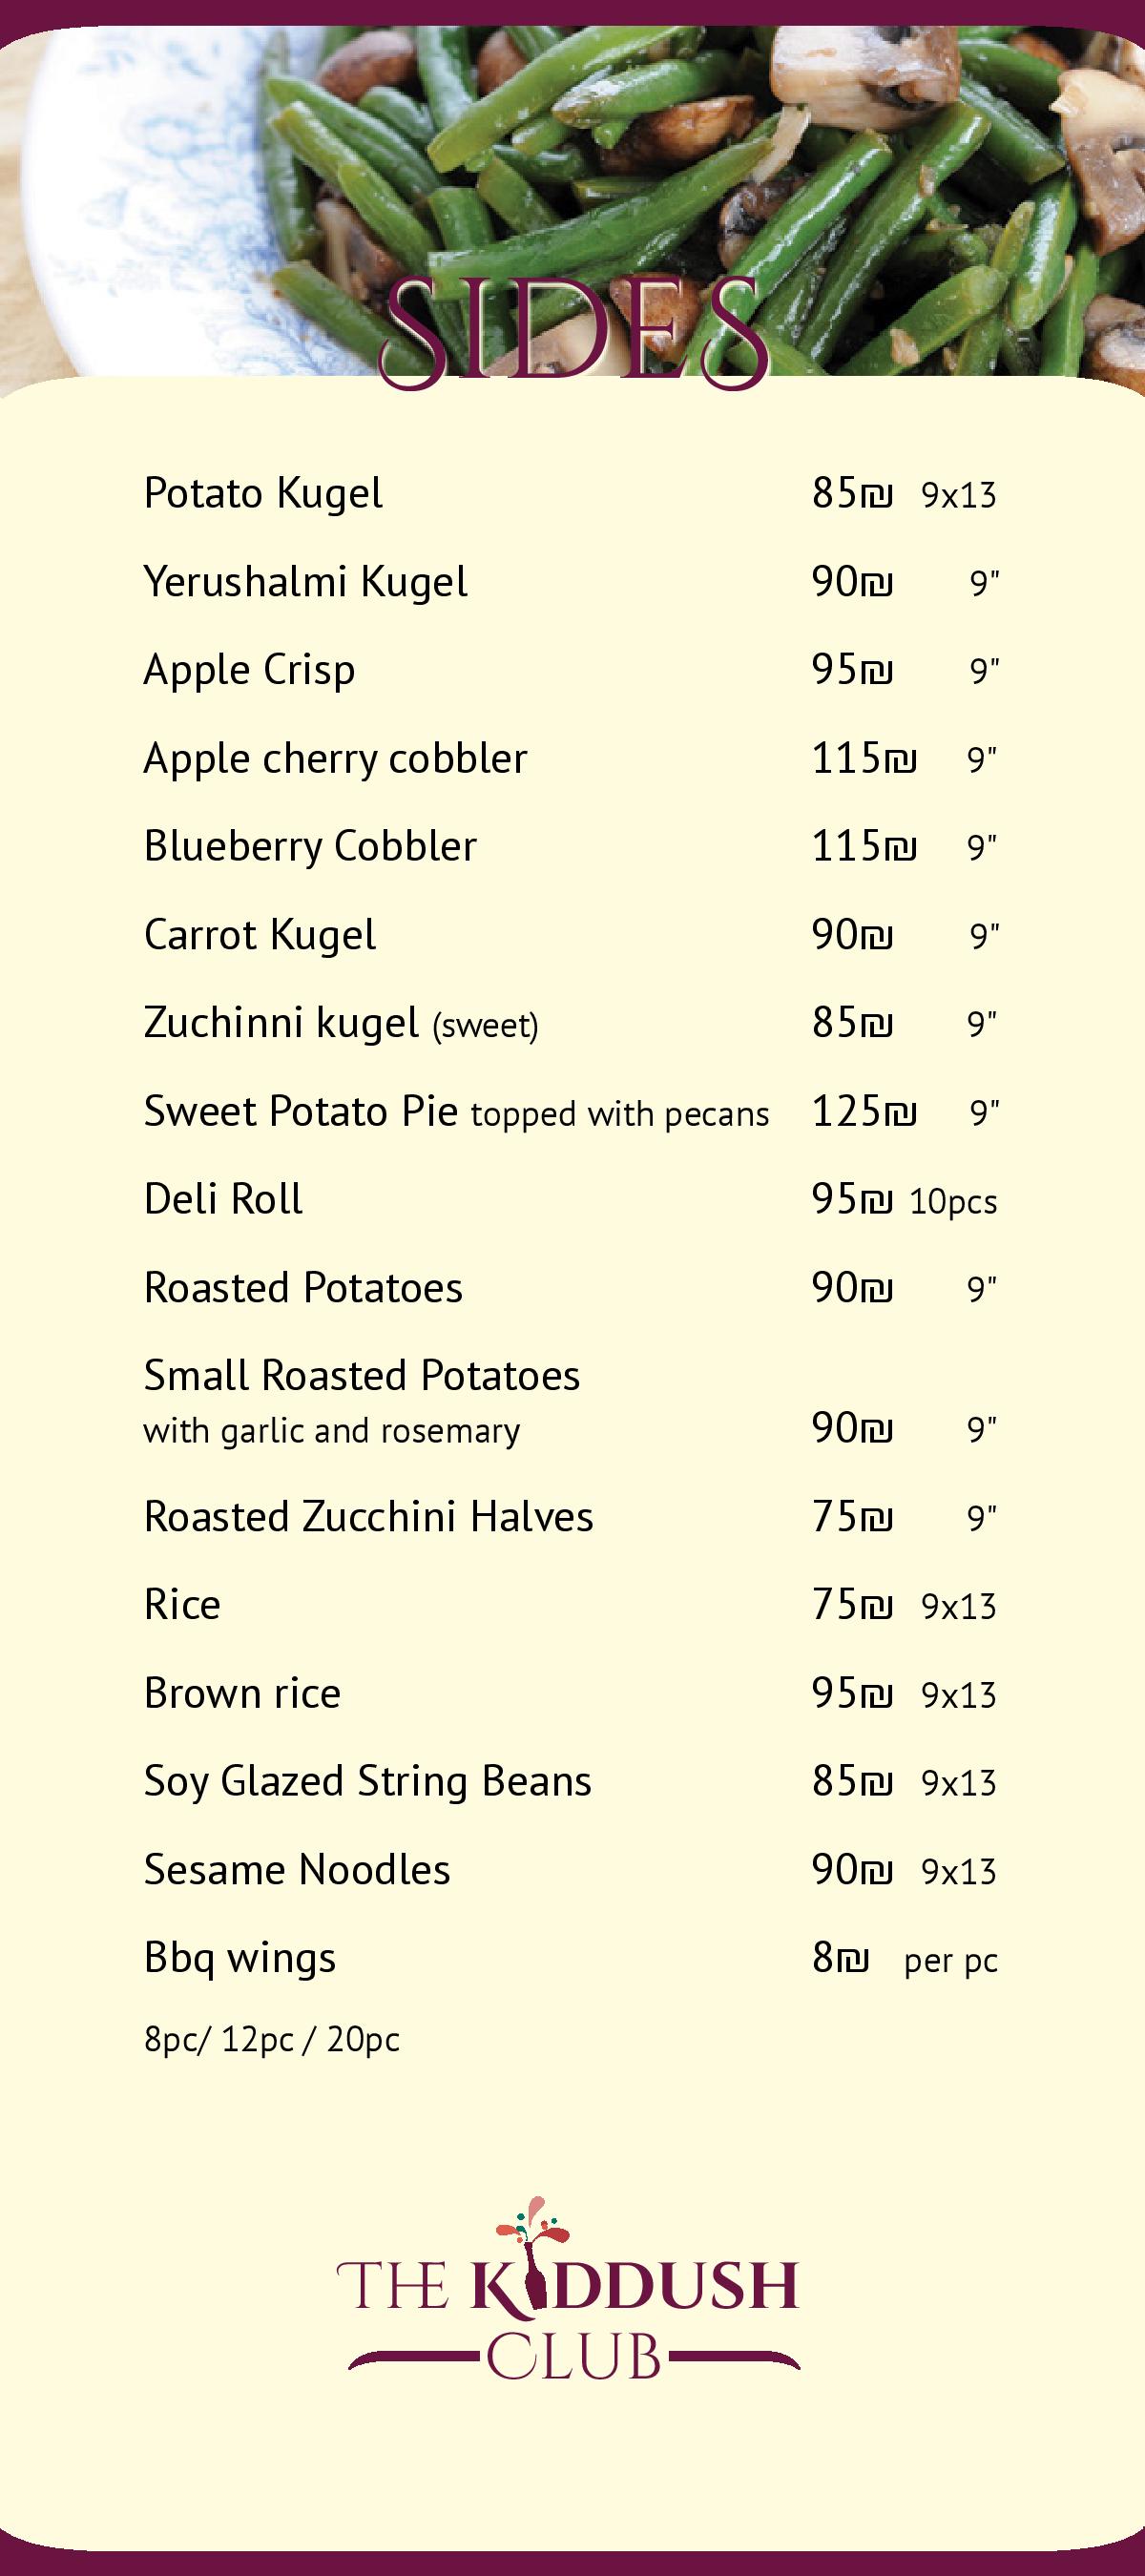 SIDES
Potato Kugel 85₪ 9x13
Yerushalmi Kugel 90₪ 9"
Apple Crisp 95₪ 9"
Apple cherry cobbler 115₪ 9"
Blueberry Cobbler 115₪ 9"
Carrot Kugel 90₪ 9"
Zuchinni kugel (sweet) 85₪ 9"
Sweet Potato Pie topped with pecans 125₪ 9"
Deli Roll 95₪ 10pcs
Roasted Potatoes 90₪ 9"
Small Roasted Potatoes
with garlic and rosemary 90₪ 9"
Roasted Zucchini Halves 75₪ 9"
Rice 75₪ 9x13
Brown rice 95₪ 9x13
Soy Glazed String Beans 85₪ 9x13
Sesame Noodles 90₪ 9x13
Bbq wings 8₪ per pc
8pc/ 12pc / 20pc
THE KIDDUSH
CLUB